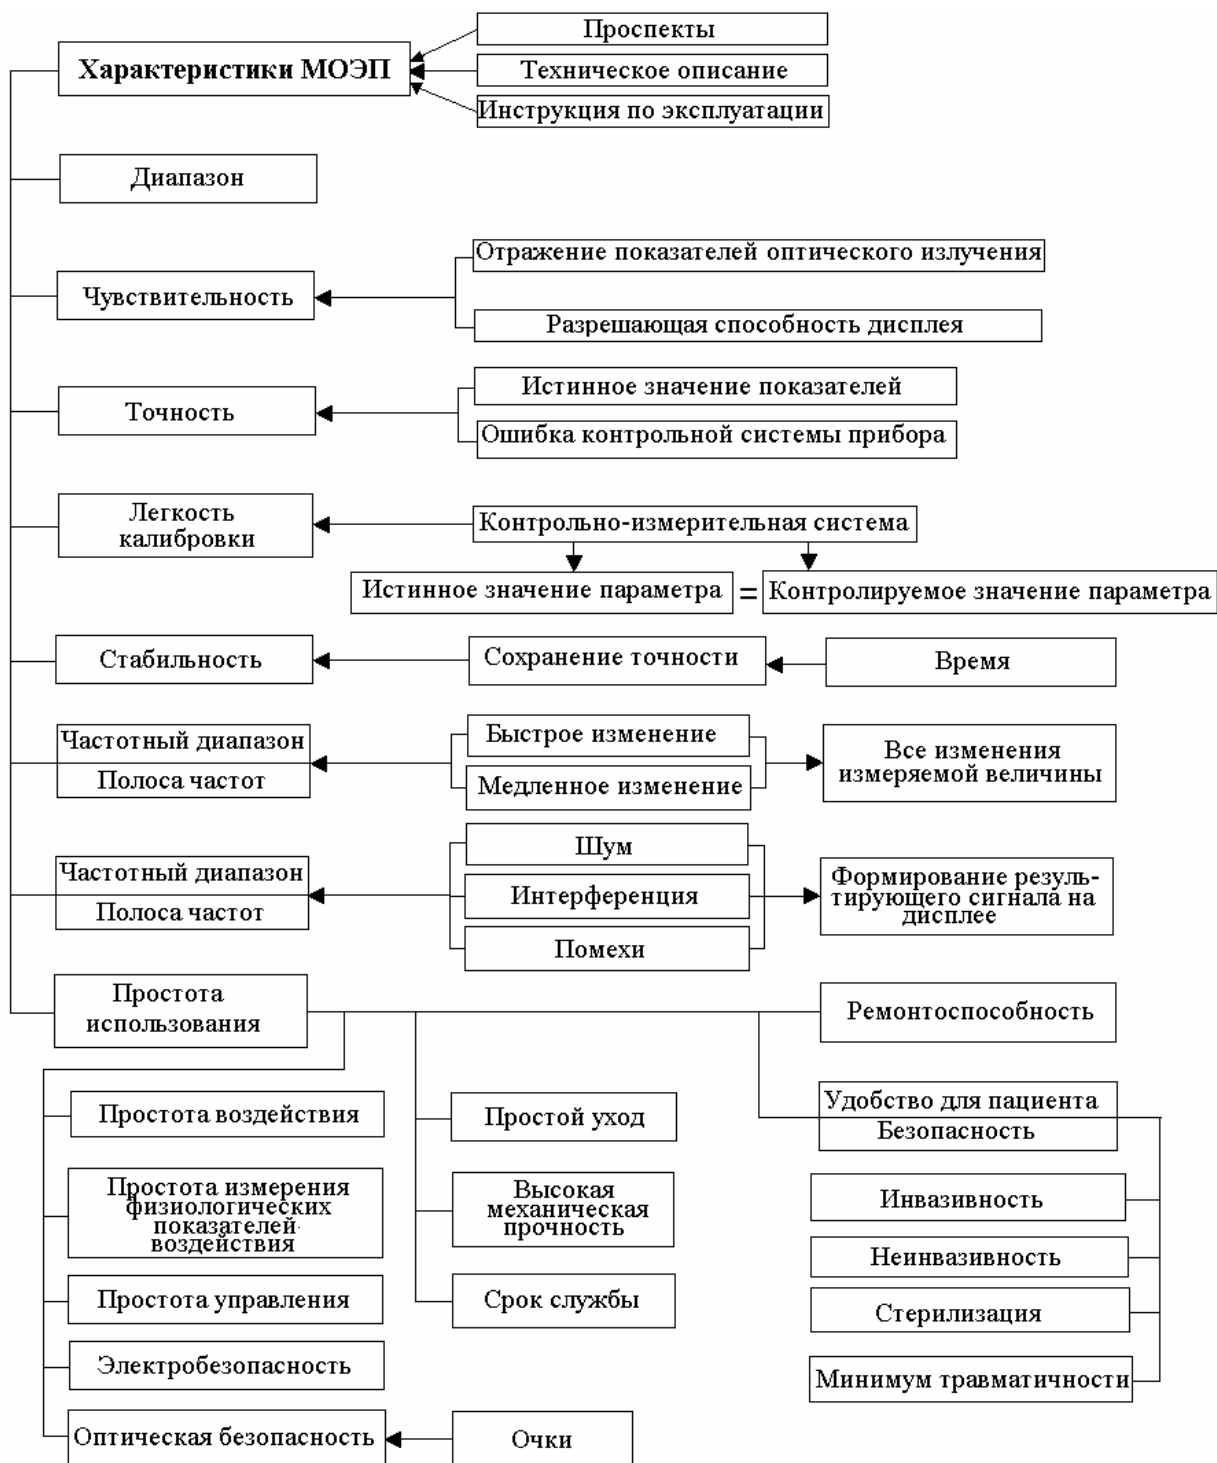 Проспекты
Характеристики МОЭП
Техническое описание
Инструкция по эксплуатации
Диапазон
Отражение показателей оптического излучения
Чувствительность
Разрешающая способность дисплея
Истинное значение показателей
Точность
Ошибка контрольной системы прибора
Легкость
калибровки
Контрольно-измерительная система
Истинное значение параметра = Контролируемое значение параметра
Стабильность
Сохранение точности
Время
Частотный диапазон
Полоса частот
Быстрое изменение
Медленное изменение
Все изменения
измеряемой величины
Частотный диапазон
Полоса частот
Шум
Интерференция
Помехи
Формирование резуль-
тирующего сигнала на
дисплее
Простота
использования
Ремонтоспособность
Простота воздействия
Простота измерения
физиологических
показателей
воздействия
Простота управления
Электробезопасность
Оптическая безопасность
Очки
Простой уход
Высокая
механическая
прочность
Срок службы
Удобство для пациента
Безопасность
Инвазивность
Неинвазивность
Стерилизация
Минимум травматичности